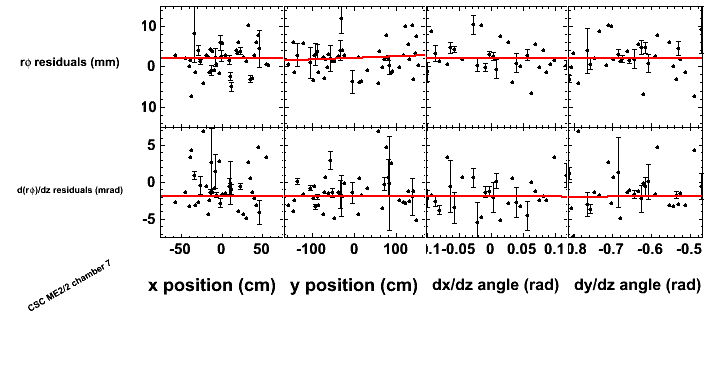 10
5
0
5
10
rϕ residuals (mm)
5
0
-5
d(rϕ)/dz residuals (mrad)
-50 0 50 -100 0 100 0.1 -0.05 0 0.05 0.1 0.8 -0.7 -0.6 -0.5
x position (cm) y position (cm) dx/dz angle (rad) dy/dz angle (rad)
CSC ME2/2 chamber 7